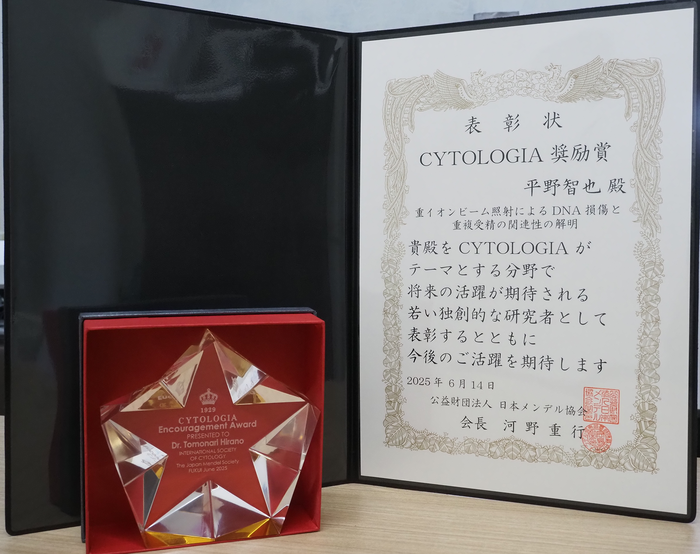 表彰状
CYTOLOGIA 奨励賞
平野智也 殿
重イオンビーム照射によるDNA損傷と
重複受精の関連性の解明
貴殿を CYTOLOGIA が
テーマとする分野で
将来の活躍が期待される
若い独創的な研究者として
表彰するとともに
今後のご活躍を期待します
2025年 6月14日
公益財団法人 日本メンデル協会
会長 河野重行
1929
CYTOLOGIA
Encouragement Award
PRESENTED TO
Dr. Tomonari Hirano
INTERNATIONAL SOCIETY
OF CYTOLOGY
The Japan Mendel Society
June 2025